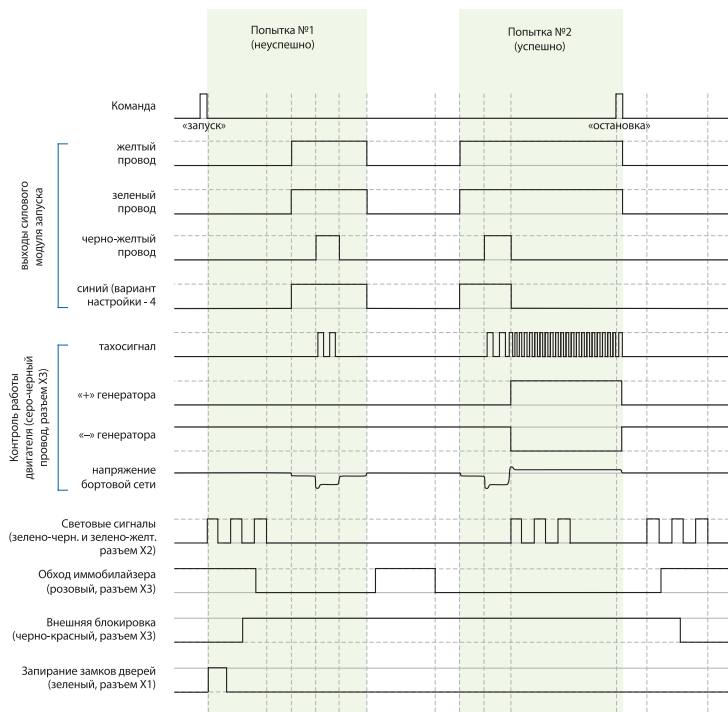 Попытка №1
(неуспешно)
Попытка №2
(успешно)
Команда
«запуск»
«остановка»
выходы силового
модуля запуска
желтый
провод
зеленый
провод
черно-желтый
провод
синий (вариант
настройки - 4
Контроль работы
двигателя (серо-черный
провод, разъем X3)
тахосигнал
«+» генератора
«–» генератора
напряжение
бортовой сети
Световые сигналы
(зелено-черн. и зелено-желт.
разъем X2)
Обход иммобилайзера
(розовый, разъем X3)
Внешняя блокировка
(черно-красный, разъем X3)
Запирание замков дверей
(зеленый, разъем X1)